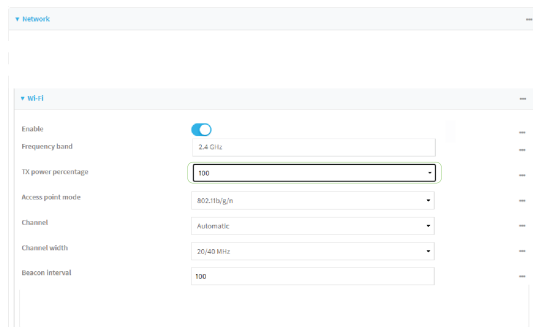 Network
Wi-Fi
Enable
Frequency band 2.4 GHz
TX power percentage 100
Access point mode 802.11b/g/n
Channel Automatic
Channel width 20/40 MHz
Beacon interval 100